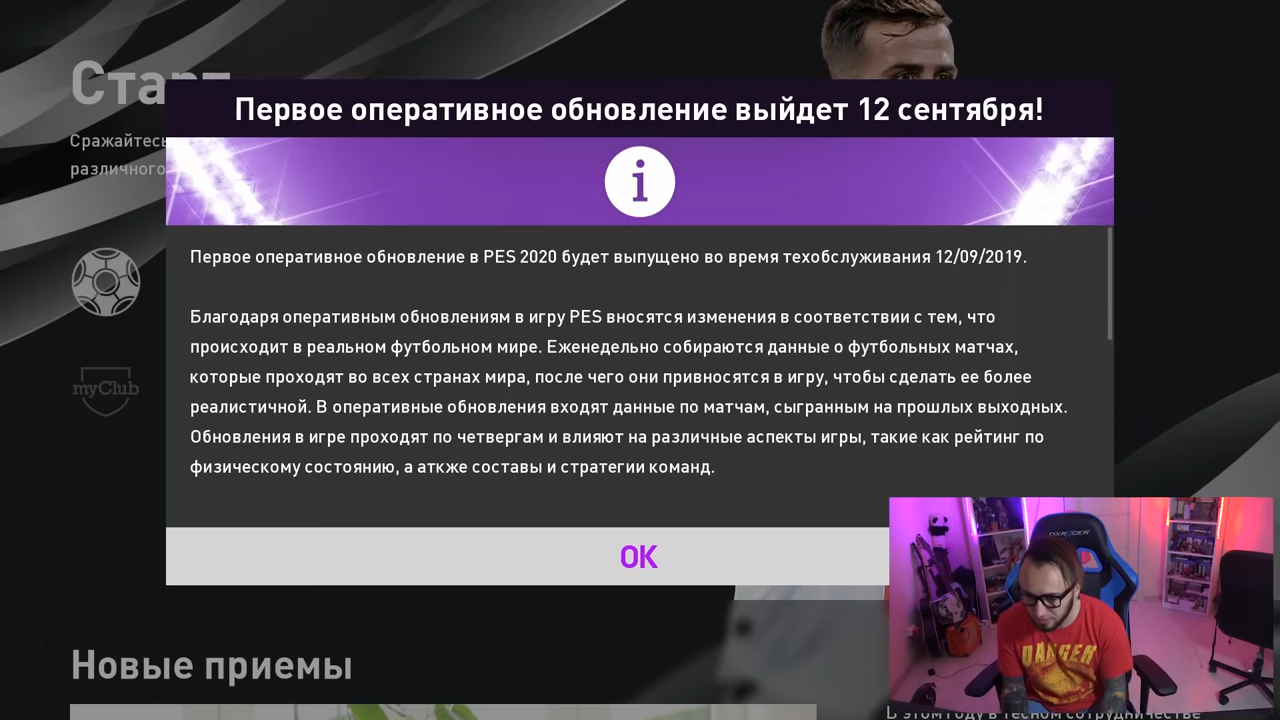 Старт
Первое оперативное обновление выйдет 12 сентября!
Сражайтесь
различного
Первое оперативное обновление в PES 2020 будет выпущено во время техобслуживания 12/09/2019.
Благодаря оперативным обновлениям в игру PES вносятся изменения в соответствии с тем, что
происходит в реальном футбольном мире. Еженедельно собираются данные о футбольных матчах,
которые проходят во всех странах мира, после чего они привносятся в игру, чтобы сделать ее более
реалистичной. В оперативные обновления входят данные по матчам, сыгранным на прошлых выходных.
Обновления в игре проходят по четвергам и влияют на различные аспекты игры, такие как рейтинг по
физическому состоянию, а аткже составы и стратегии команд.
myClub
OK
DXRACER
DANGER
Новые приемы
В этом году в тесном сотрудничестве